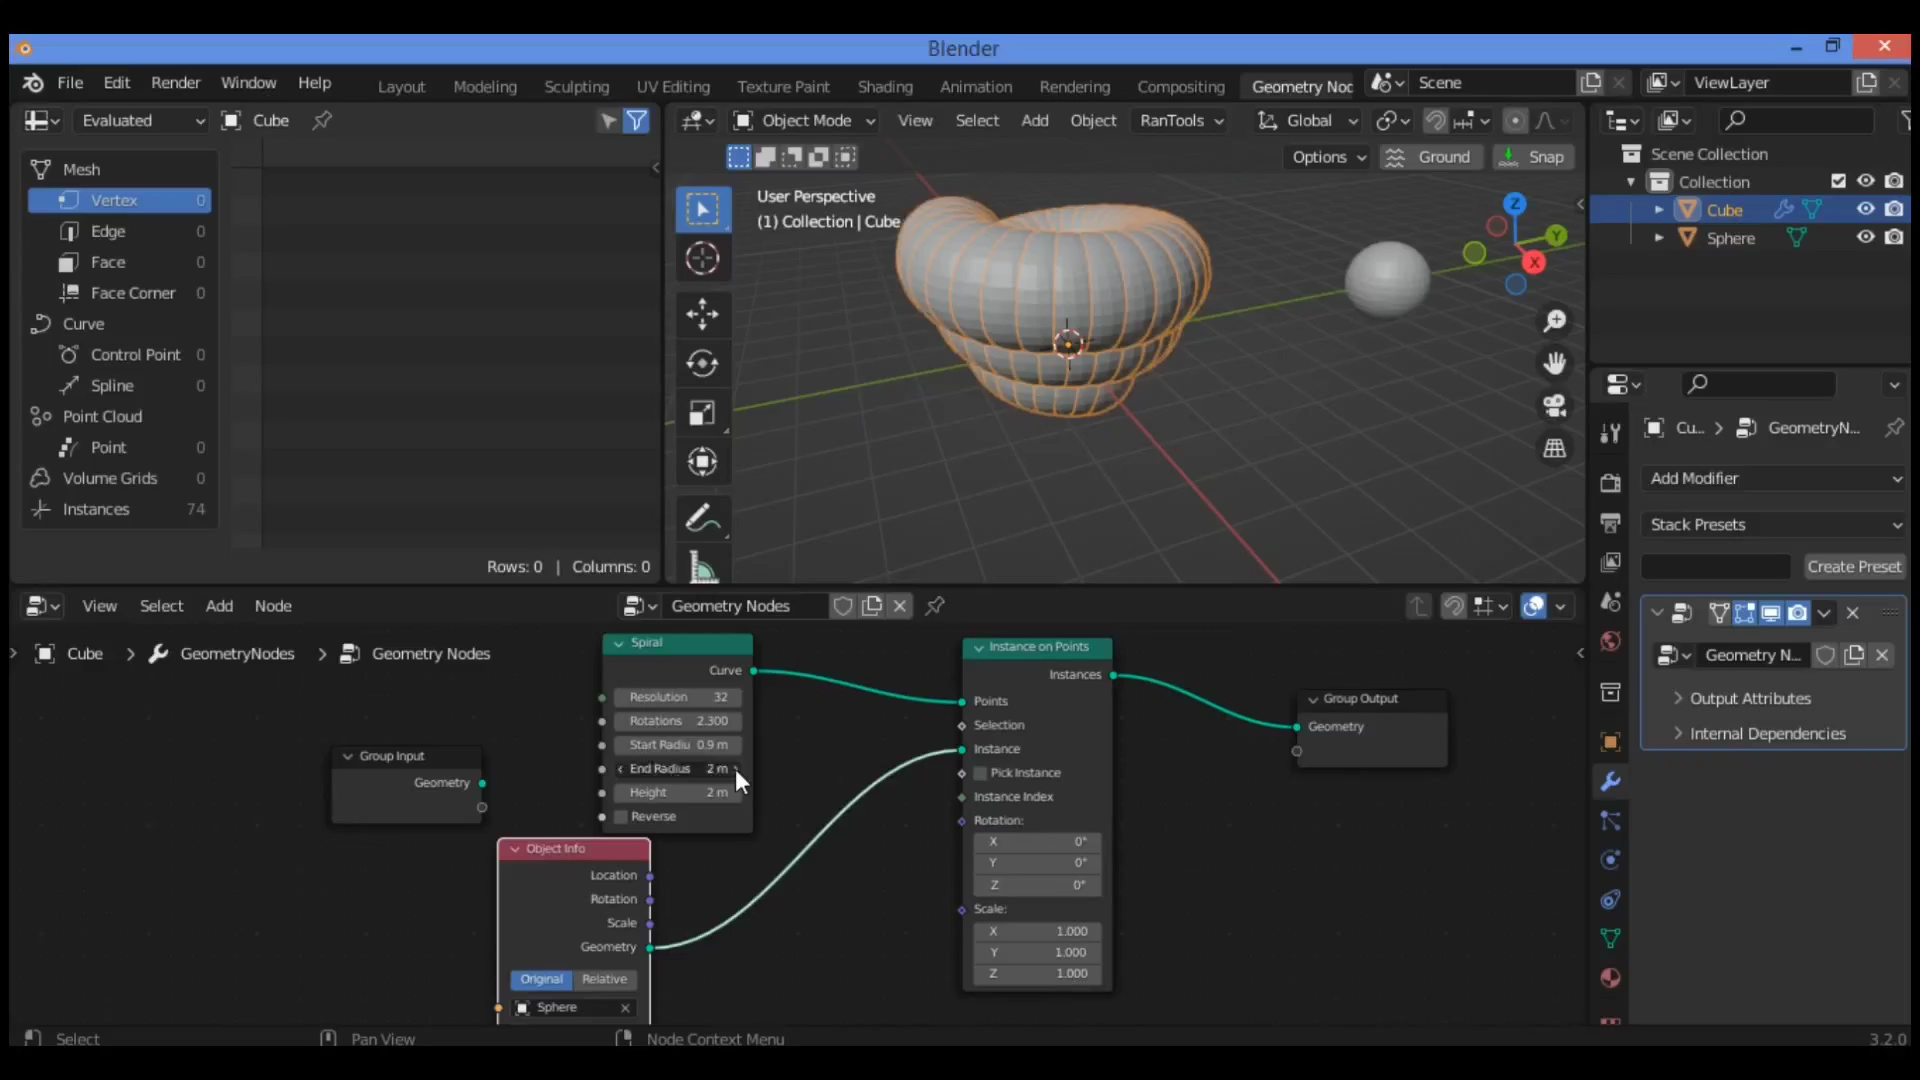 Blender
File Edit Render Window Help
Layout Modeling Sculpting UV Editing Texture Paint Shading Animation Rendering Compositing Geometry Noc
Scene
ViewLayer
Evaluated
Cube
Object Mode View Select Add Object RanTools Global
Options Ground Snap
Mesh
Vertex 0
Edge 0
Face 0
Face Corner 0
Curve
Control Point 0
Spline 0
Point Cloud
Point 0
Volume Grids 0
Instances 74
Rows: 0 | Columns: 0
User Perspective
(1) Collection | Cube
Z
Y
X
Scene Collection
Collection
Cube
Sphere
Cu... > GeometryN...
Add Modifier
Stack Presets
Create Preset
Geometry N...
Output Attributes
Internal Dependencies
View Select Add Node
Geometry Nodes
Cube > GeometryNodes > Geometry Nodes
Group Input
Geometry
Spiral
Curve
Resolution 32
Rotations 2.300
Start Radiu 0.9 m
End Radius 2 m
Height 2 m
Reverse
Object Info
Location
Rotation
Scale
Geometry
Original Relative
Sphere
Instance on Points
Instances
Points
Selection
Instance
Pick Instance
Instance Index
Rotation:
X 0°
Y 0°
Z 0°
Scale:
X 1.000
Y 1.000
Z 1.000
Group Output
Geometry
Select
Pan View
Node Context Menu
3.2.0